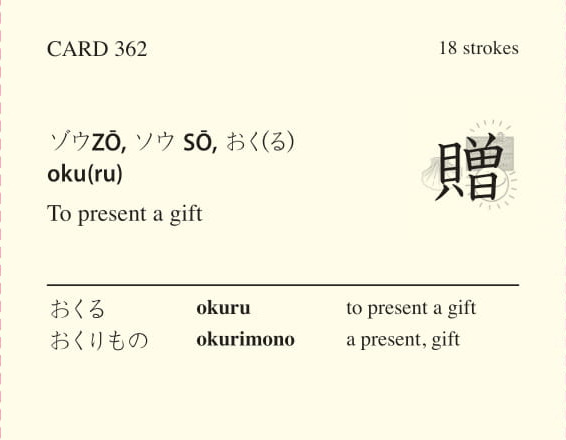 CARD 362
18 strokes
ゾウZŌ, ソウ SŌ, おく(る)
oku(ru)
To present a gift
贈
おくる okuru to present a gift
おくりもの okurimono a present, gift